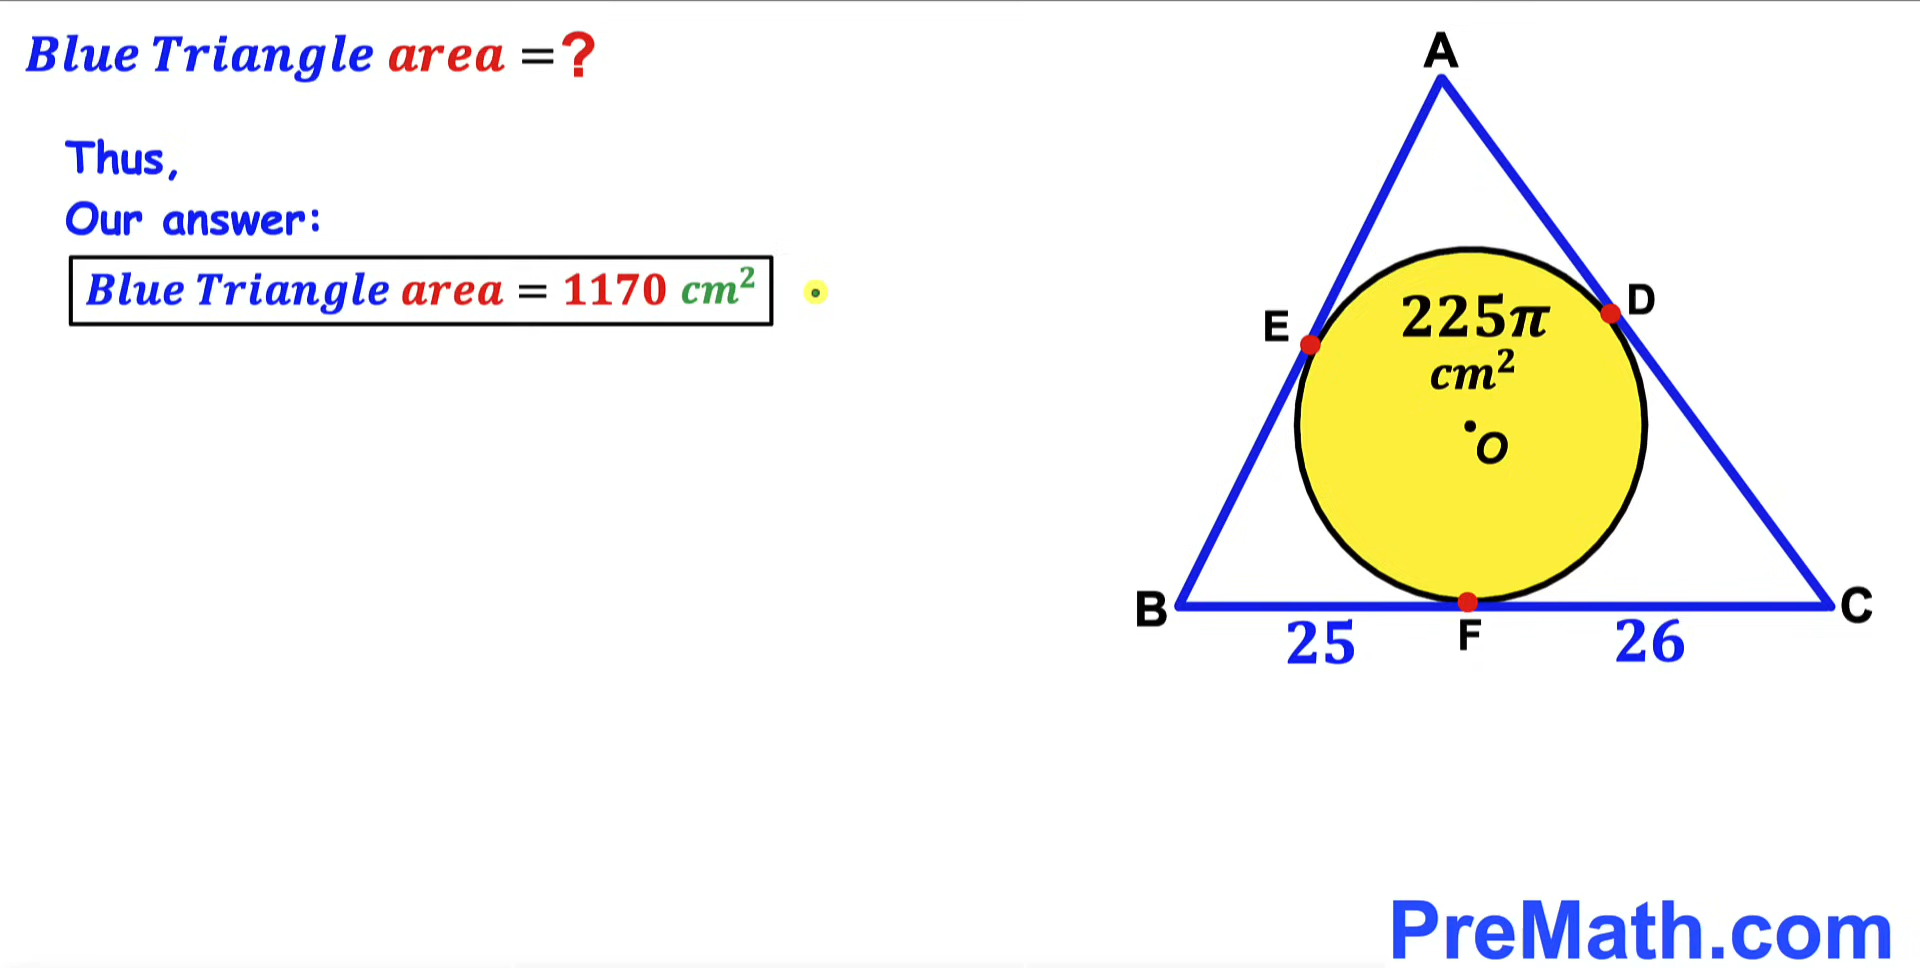 Blue Triangle area = ?
Thus,
Our answer:
Blue Triangle area = 1170 cm²
A
E
D
225π
cm²
O
B
C
25
F
26
PreMath.com